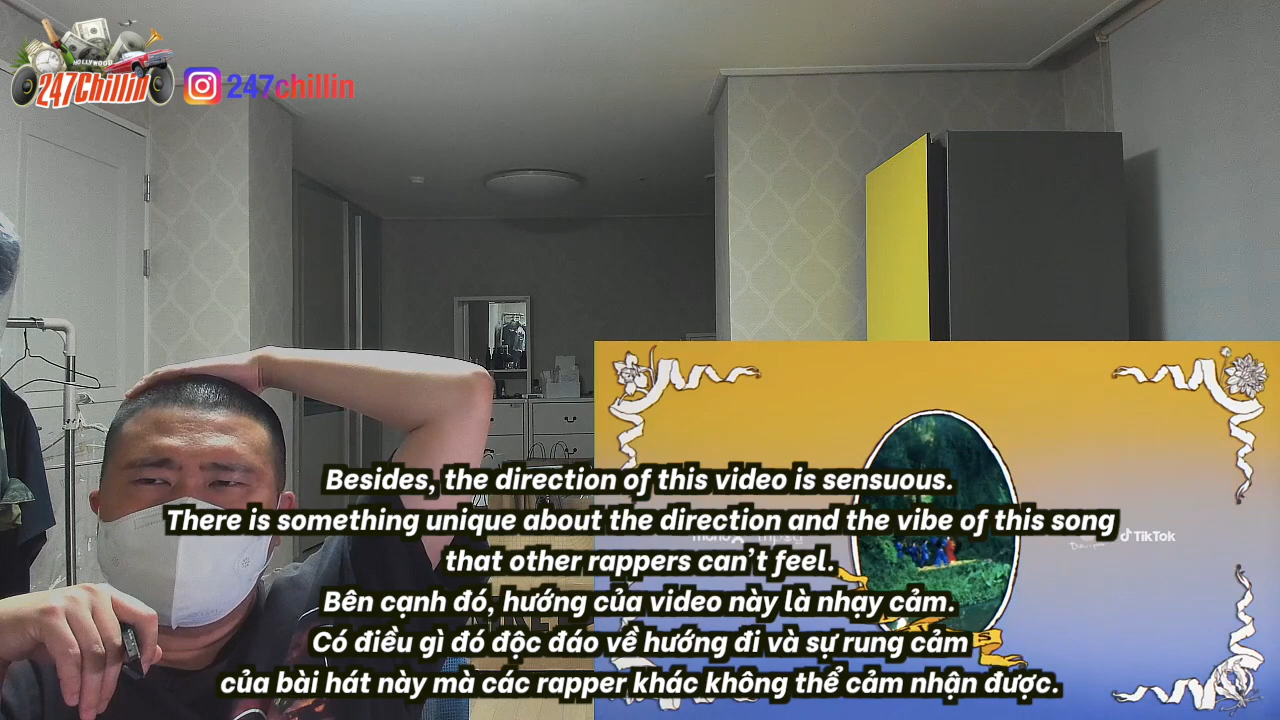 HOLLYWOOD
247Chillin
247chillin
Besides, the direction of this video is sensuous.
There is something unique about the direction and the vibe of this song
that other rappers can't feel.
TikTok
Bên cạnh đó, hướng của video này là nhạy cảm.
Có điều gì đó độc đáo về hướng đi và sự rung cảm
của bài hát này mà các rapper khác không thể cảm nhận được.